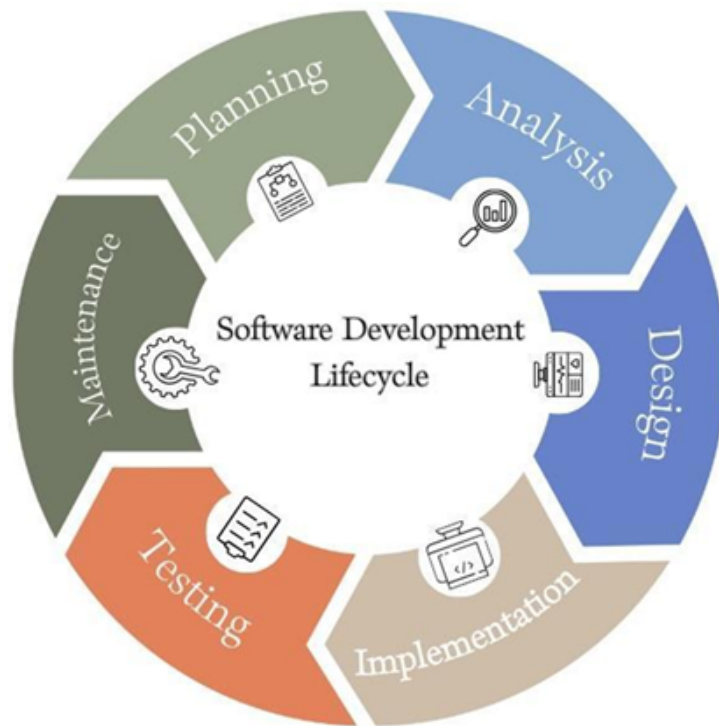 Planning
Analysis
Design
Implementation
Testing
Maintenance
Software Development
Lifecycle